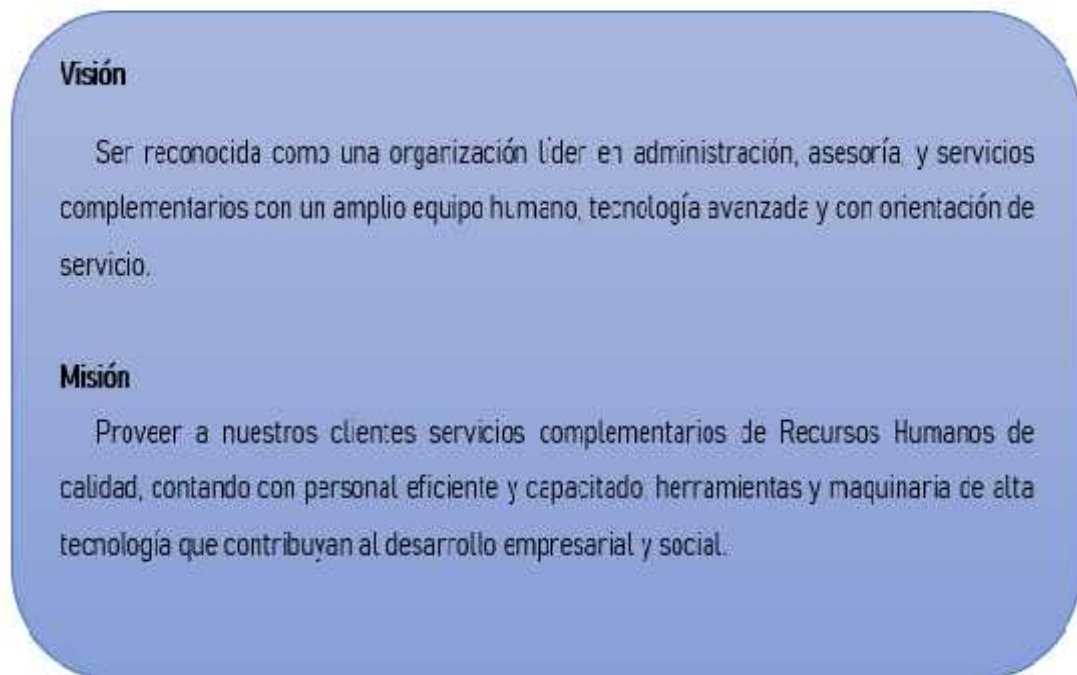 Visión
Ser reconocida como una organización líder en administración, asesoría, y servicios
complementarios con un amplio equipo humano, tecnología avanzada y con orientación de
servicio.
Misión
Proveer a nuestros clientes servicios complementarios de Recursos Humanos de
calidad, contando con personal eficiente y capacitado, herramientas y maquinaria de alta
tecnología que contribuyan al desarrollo empresarial y social.